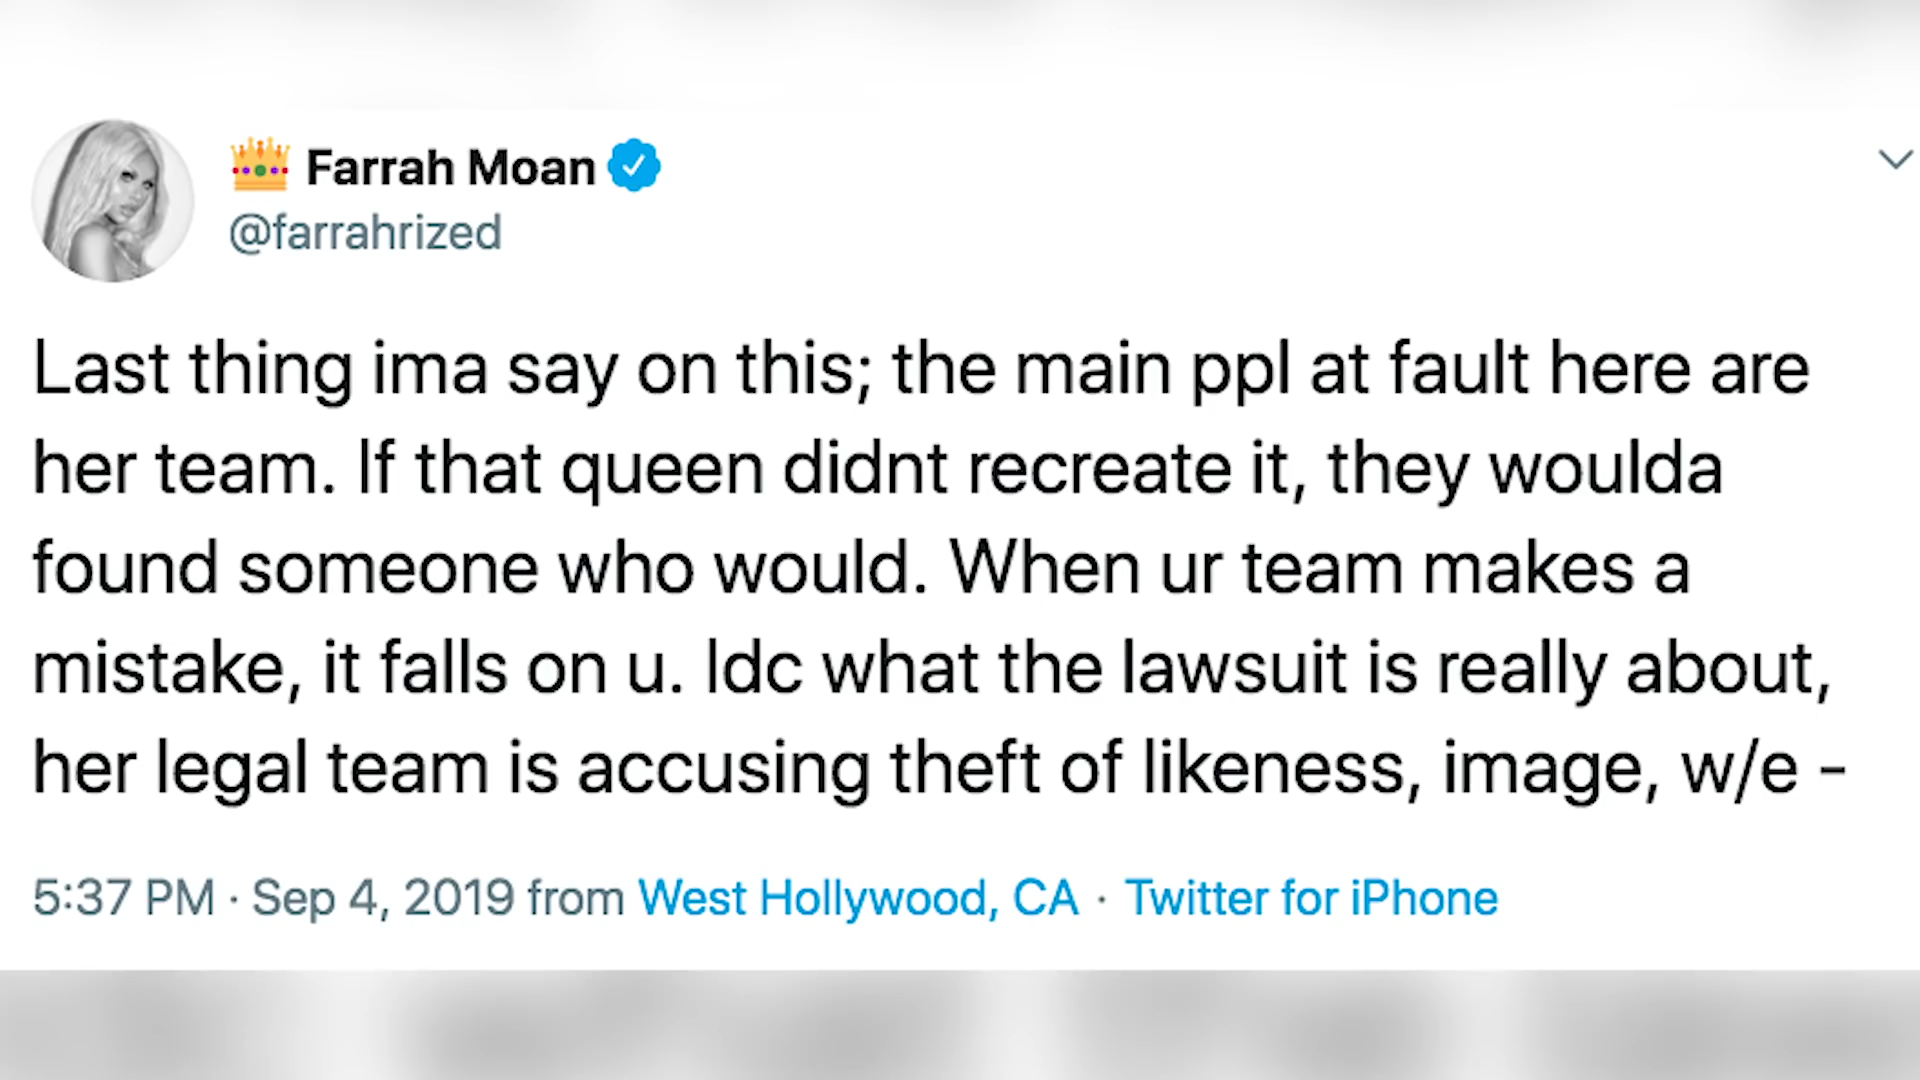 👑 Farrah Moan
@farrahrized
Last thing ima say on this; the main ppl at fault here are
her team. If that queen didnt recreate it, they woulda
found someone who would. When ur team makes a
mistake, it falls on u. Idc what the lawsuit is really about,
her legal team is accusing theft of likeness, image, w/e -
5:37 PM · Sep 4, 2019 from West Hollywood, CA · Twitter for iPhone